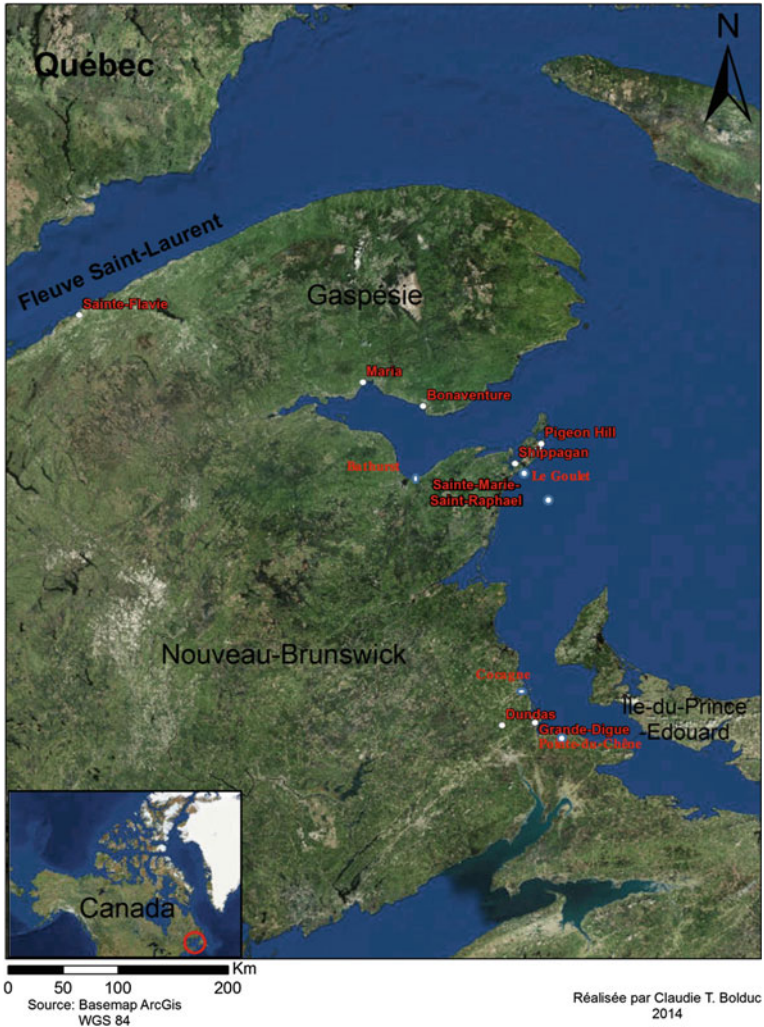 N
Québec
Fleuve Saint-Laurent
Gaspésie
Sainte-Flavie
Maria
Bonaventure
Pigeon Hill
Shippagan
Bathurst
Le Goulet
Sainte-Marie-
Saint-Raphael
Nouveau-Brunswick
Cocagne
Île-du-Prince
-Edouard
Dundas
Grande-Digue
Pointe-du-Chêne
Canada
Km
0 50 100 200
Source: Basemap ArcGis
WGS 84
Réalisée par Claudie T. Bolduc
2014